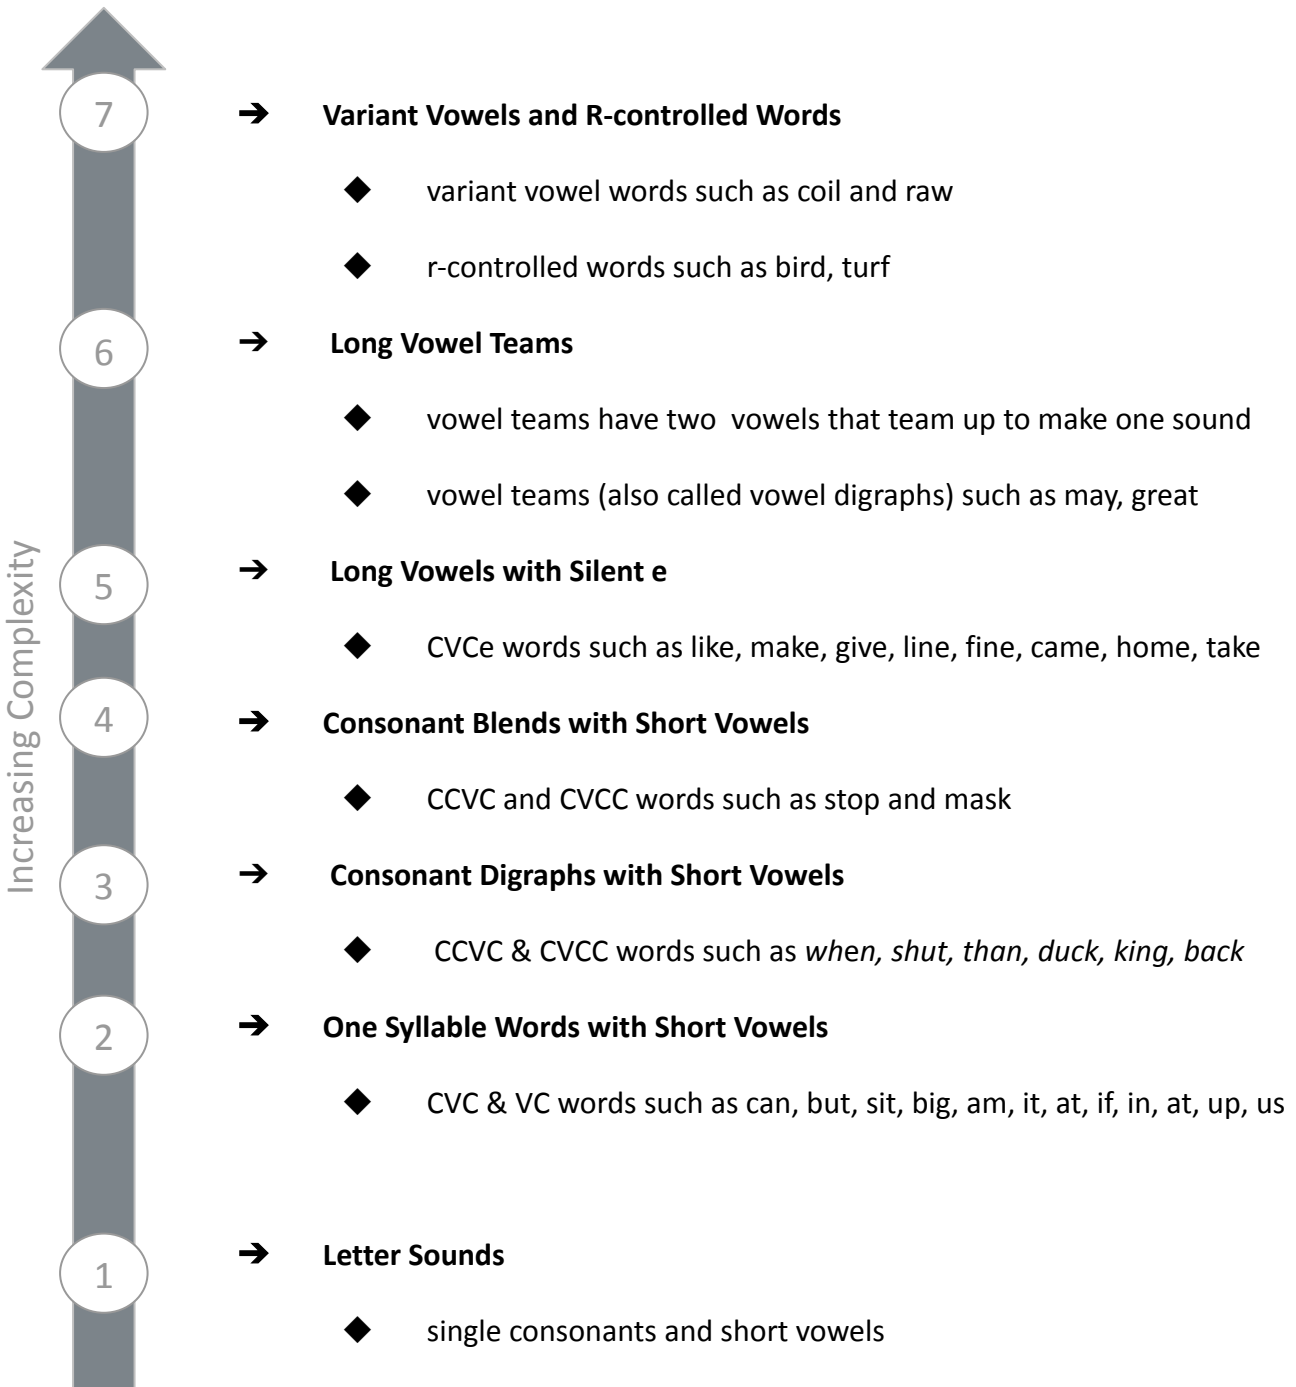 7
➔ Variant Vowels and R-controlled Words
◆ variant vowel words such as coil and raw
◆ r-controlled words such as bird, turf
6
➔ Long Vowel Teams
◆ vowel teams have two vowels that team up to make one sound
◆ vowel teams (also called vowel digraphs) such as may, great
5
➔ Long Vowels with Silent e
◆ CVCe words such as like, make, give, line, fine, came, home, take
4
➔ Consonant Blends with Short Vowels
◆ CCVC and CVCC words such as stop and mask
3
➔ Consonant Digraphs with Short Vowels
◆ CCVC & CVCC words such as when, shut, than, duck, king, back
2
➔ One Syllable Words with Short Vowels
◆ CVC & VC words such as can, but, sit, big, am, it, at, if, in, at, up, us
1
➔ Letter Sounds
◆ single consonants and short vowels
Increasing Complexity